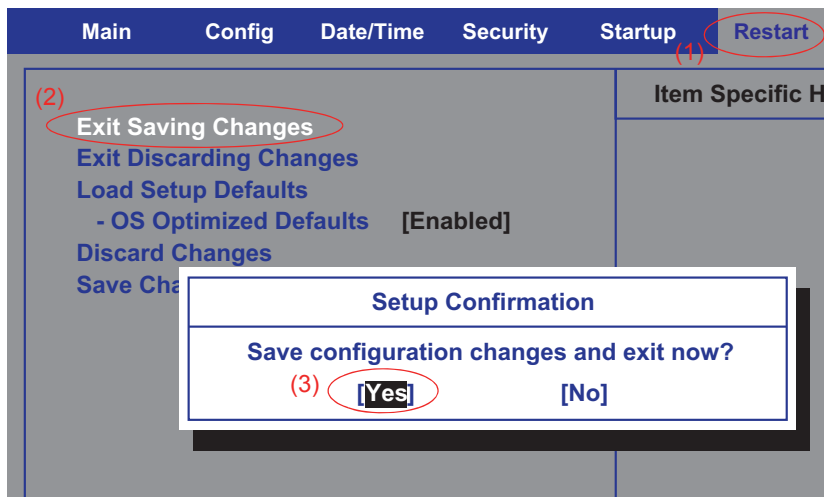 Main Config Date/Time Security Startup Restart
(1)
(2)
Item Specific H
Exit Saving Changes
Exit Discarding Changes
Load Setup Defaults
- OS Optimized Defaults [Enabled]
Discard Changes
Save Cha
Setup Confirmation
Save configuration changes and exit now?
(3) [Yes] [No]